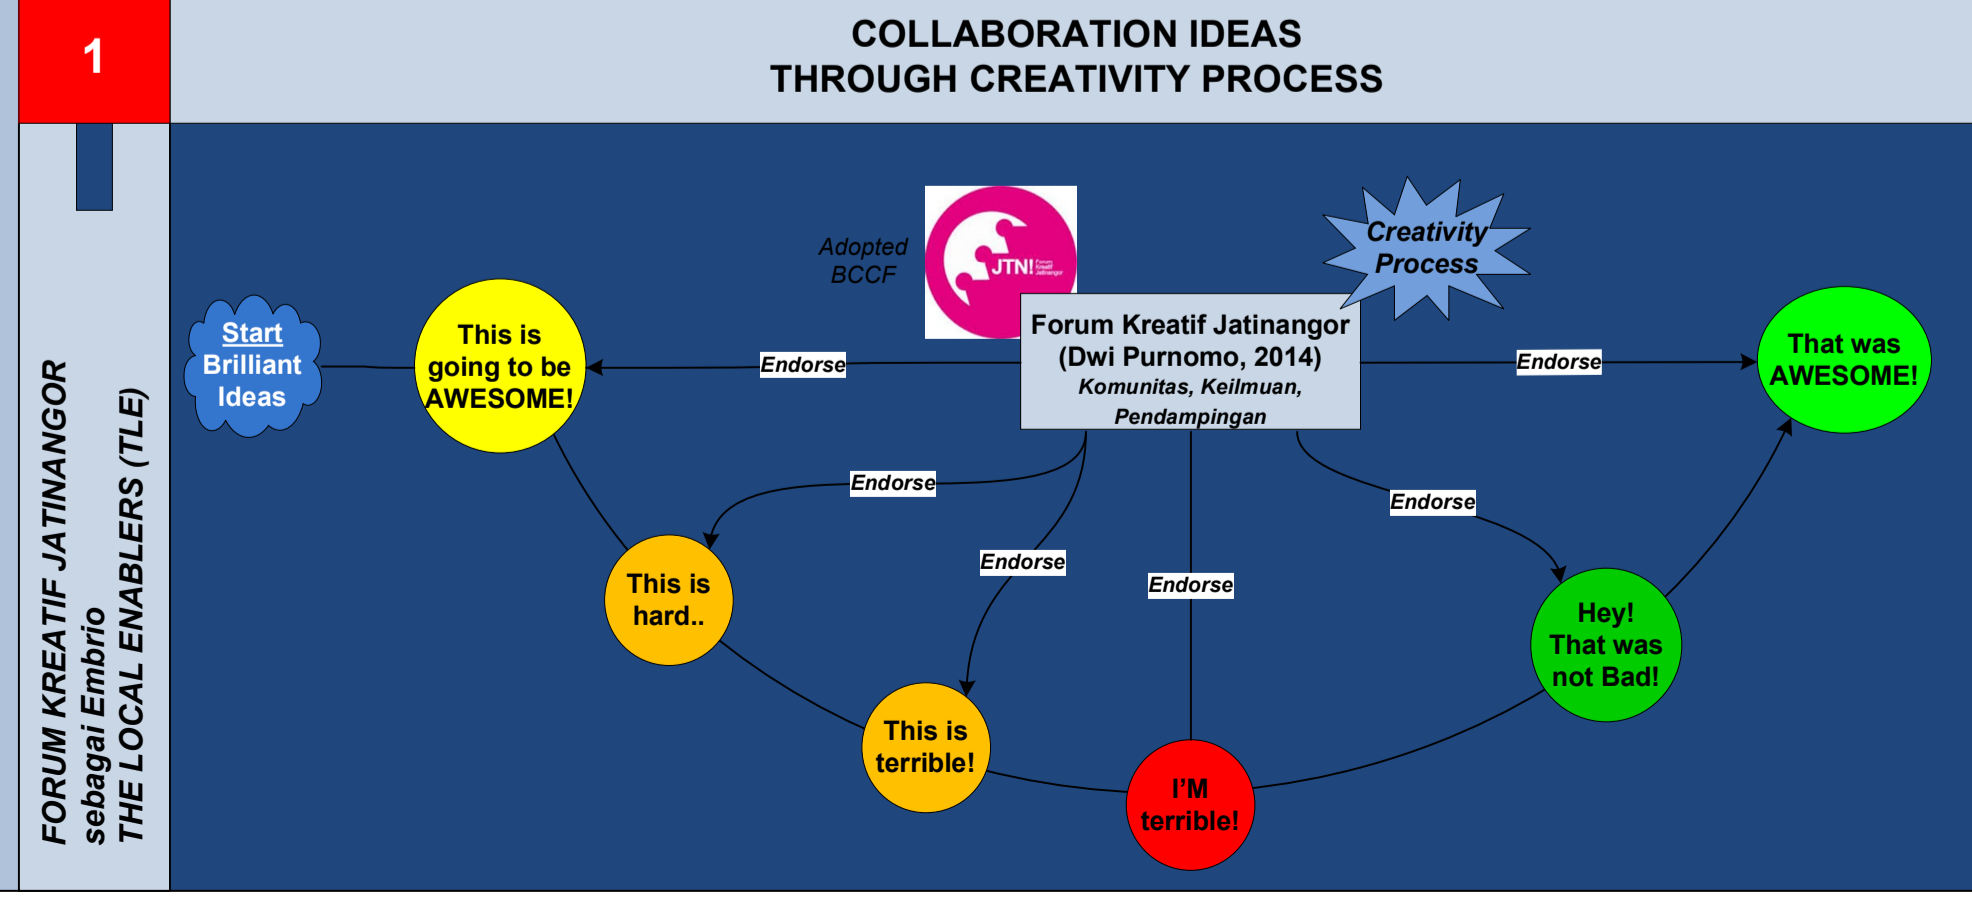 1
COLLABORATION IDEAS
THROUGH CREATIVITY PROCESS
FORUM KREATIF JATINANGOR
sebagai Embrio
THE LOCAL ENABLERS (TLE)
Start
Brilliant
Ideas
This is
going to be
AWESOME!
Endorse
Adopted
BCCF
JTN!
Forum
Kreatif
Jatinangor
Forum Kreatif Jatinangor
(Dwi Purnomo, 2014)
Komunitas, Keilmuan,
Pendampingan
Creativity
Process
Endorse
That was
AWESOME!
Endorse
Endorse
Endorse
Endorse
This is
hard..
This is
terrible!
I'M
terrible!
Hey!
That was
not Bad!